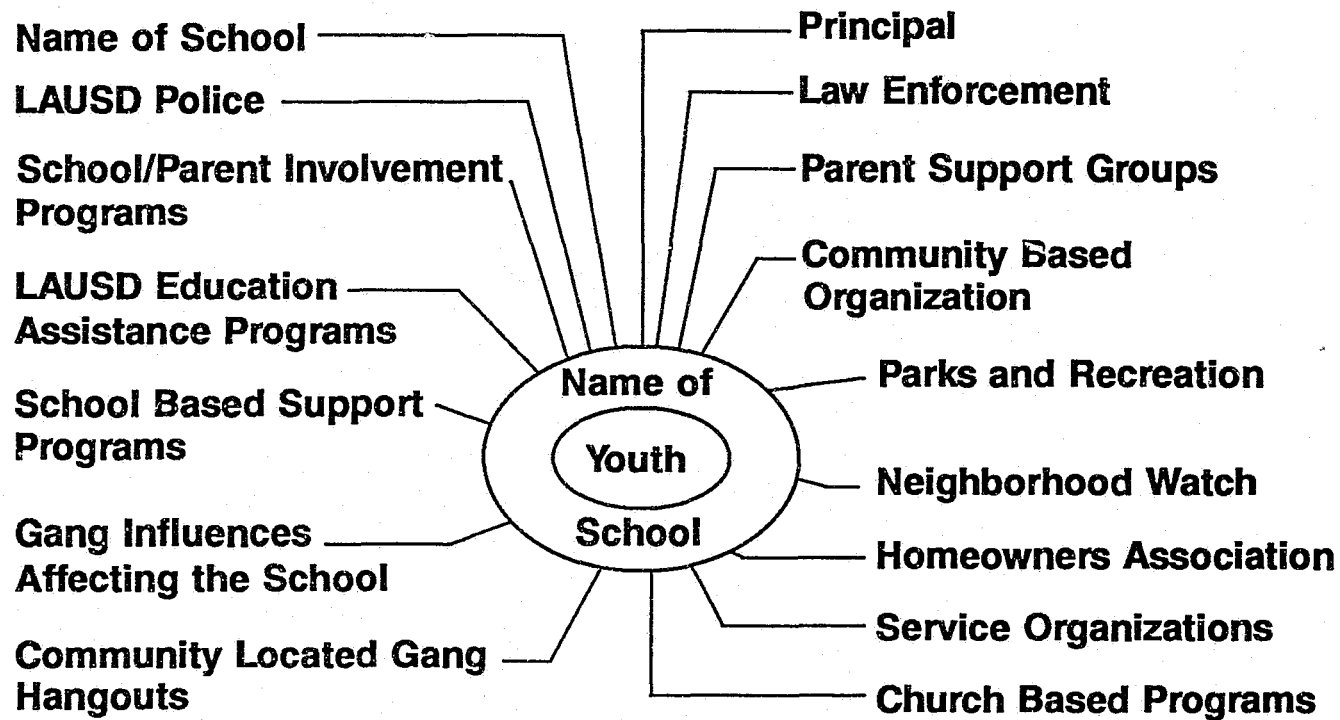 Name of School
LAUSD Police
School/Parent Involvement
Programs
LAUSD Education
Assistance Programs
School Based Support
Programs
Gang Influences
Affecting the School
Community Located Gang
Hangouts
Name of
Youth
School
Principal
Law Enforcement
Parent Support Groups
Community Based
Organization
Parks and Recreation
Neighborhood Watch
Homeowners Association
Service Organizations
Church Based Programs